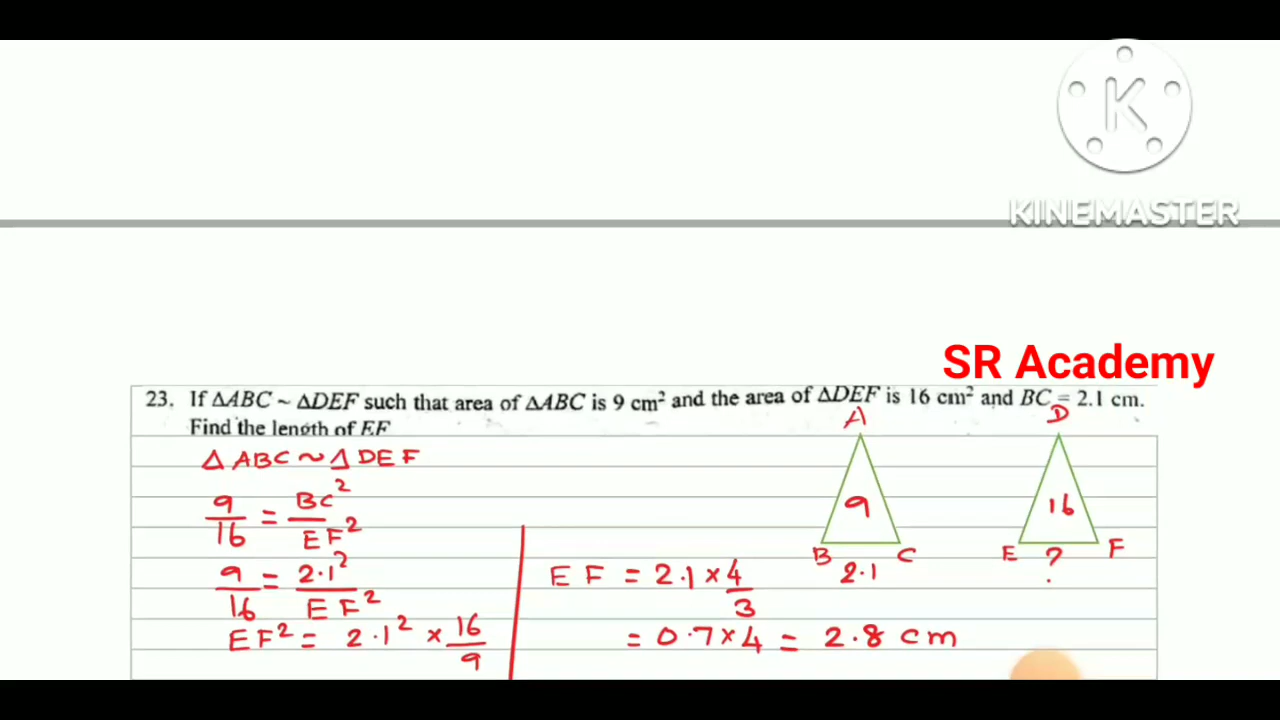 K
KINEMASTER
SR Academy
23. If ΔABC ~ ΔDEF such that area of ΔABC is 9 cm² and the area of ΔDEF is 16 cm² and BC = 2.1 cm.
Find the length of EF
Δ ABC ~ Δ DEF
9/16 = BC²/EF²
9/16 = 2.1²/EF²
EF² = 2.1² × 16/9
EF = 2.1 × 4/3
= 0.7 × 4 = 2.8 cm
A
9
B C
2.1
D
16
E ? F